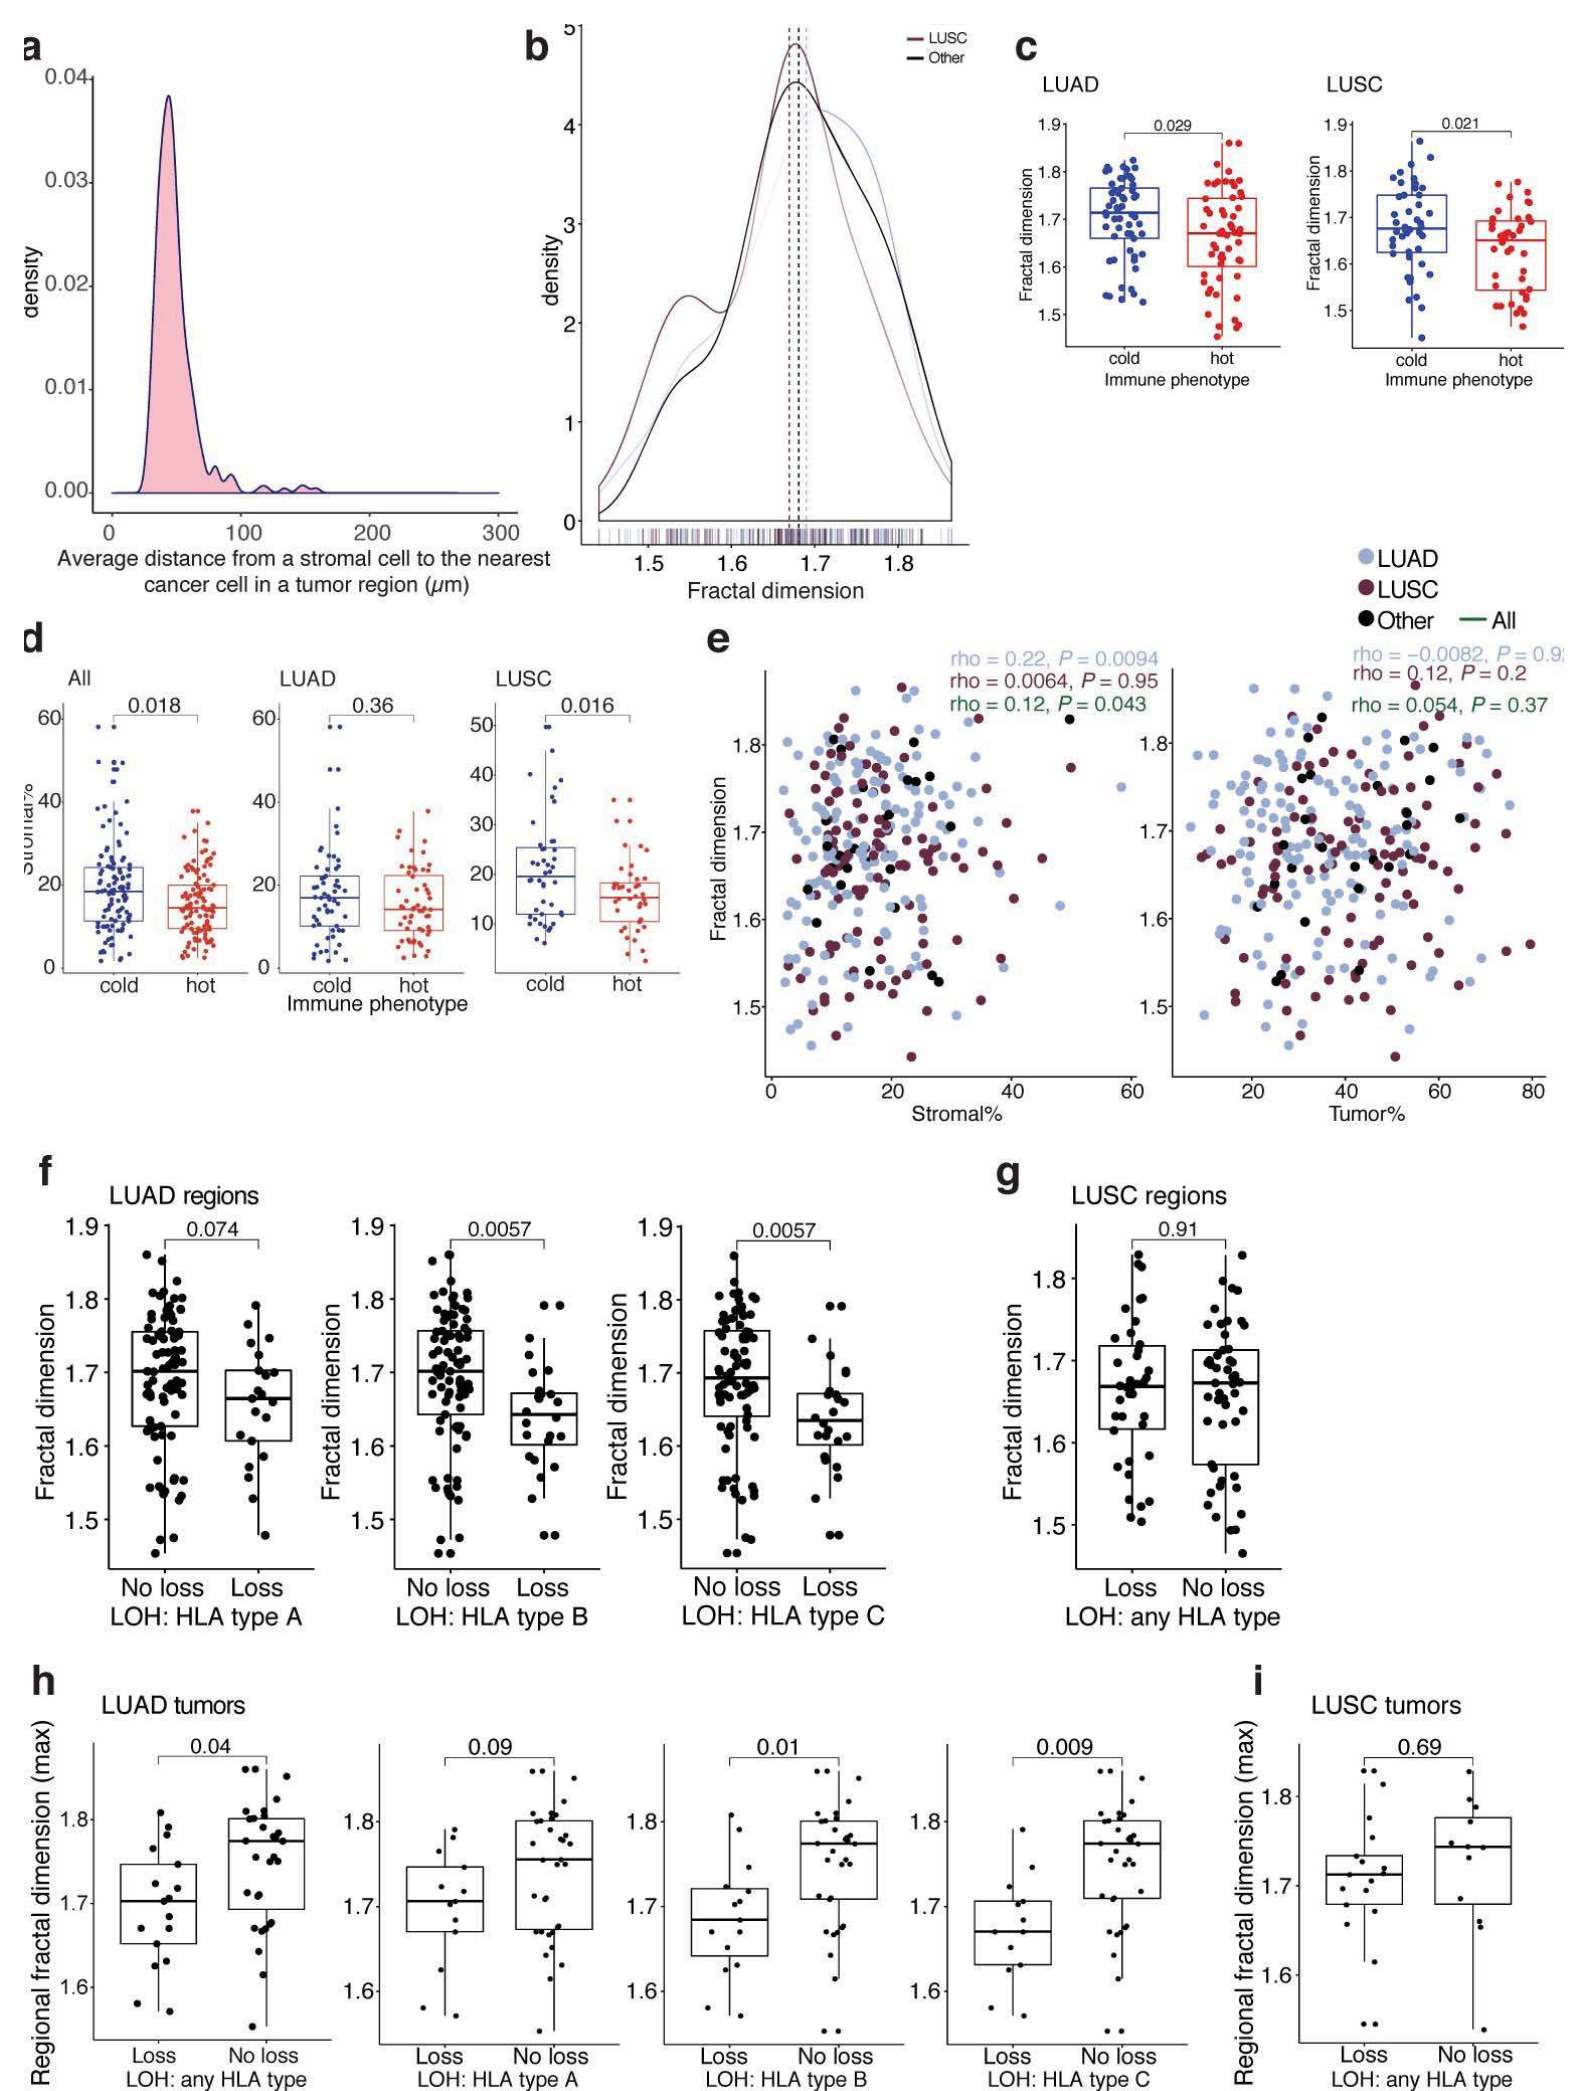 a
0.04
0.03
0.02
0.01
0.00
density
0 100 200 300
Average distance from a stromal cell to the nearest
cancer cell in a tumor region (µm)
b
LUSC
Other
5
4
3
2
1
0
density
1.5 1.6 1.7 1.8
Fractal dimension
c
LUAD
0.029
1.9
1.8
1.7
1.6
1.5
Fractal dimension
cold hot
Immune phenotype
LUSC
0.021
1.9
1.8
1.7
1.6
1.5
Fractal dimension
cold hot
Immune phenotype
d
All
0.018
60
40
20
0
cold hot
LUAD
0.36
60
40
20
0
cold hot
Immune phenotype
LUSC
0.016
50
40
30
20
10
cold hot
e
LUAD
LUSC
Other All
rho = 0.22, P = 0.0094
rho = 0.0064, P = 0.95
rho = 0.12, P = 0.043
1.8
1.7
1.6
1.5
Fractal dimension
0 20 40 60
Stromal%
rho = −0.0082, P = 0.9
rho = 0.12, P = 0.2
rho = 0.054, P = 0.37
1.8
1.7
1.6
1.5
20 40 60 80
Tumor%
f
LUAD regions
0.074
1.9
1.8
1.7
1.6
1.5
Fractal dimension
No loss Loss
LOH: HLA type A
0.0057
1.9
1.8
1.7
1.6
1.5
Fractal dimension
No loss Loss
LOH: HLA type B
0.0057
1.9
1.8
1.7
1.6
1.5
Fractal dimension
No loss Loss
LOH: HLA type C
g
LUSC regions
0.91
1.8
1.7
1.6
1.5
Fractal dimension
Loss No loss
LOH: any HLA type
h
LUAD tumors
Regional fractal dimension (max)
0.04
1.8
1.7
1.6
Loss No loss
LOH: any HLA type
0.09
1.8
1.7
1.6
Loss No loss
LOH: HLA type A
0.01
1.8
1.7
1.6
Loss No loss
LOH: HLA type B
0.009
1.8
1.7
1.6
Loss No loss
LOH: HLA type C
i
LUSC tumors
Regional fractal dimension (max)
0.69
1.8
1.7
1.6
Loss No loss
LOH: any HLA type